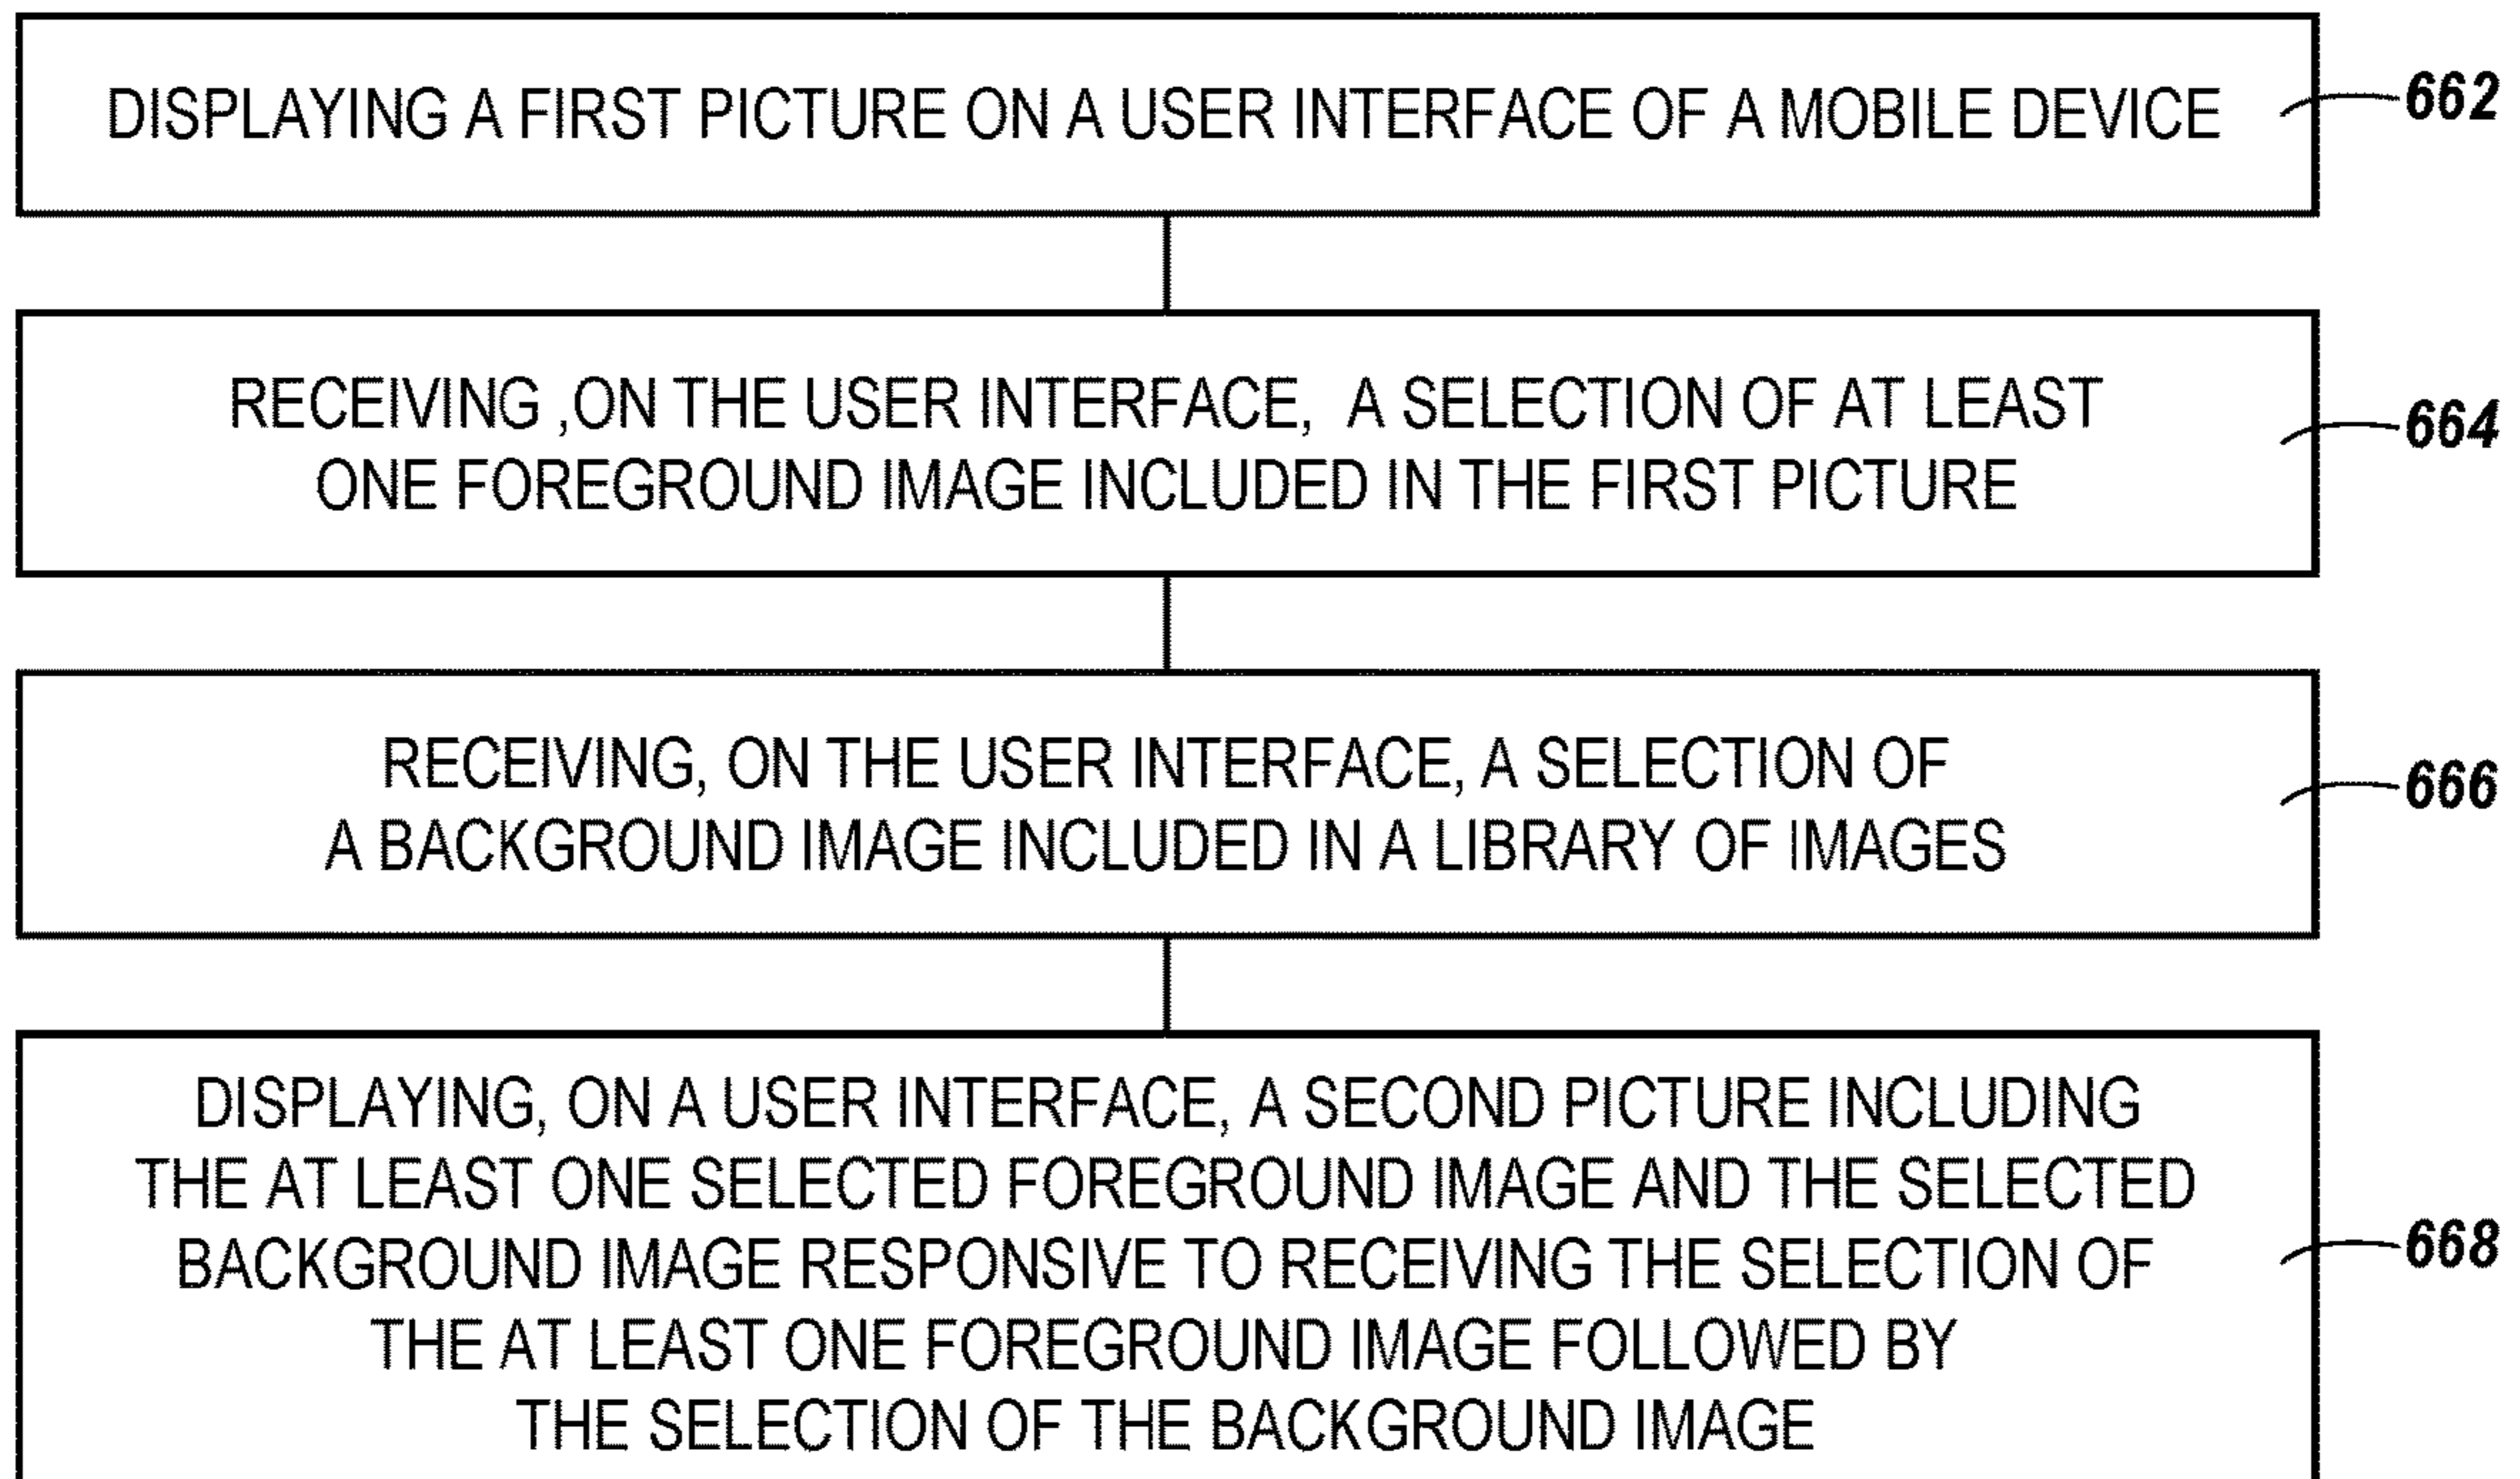 DISPLAYING A FIRST PICTURE ON A USER INTERFACE OF A MOBILE DEVICE
662
RECEIVING ,ON THE USER INTERFACE, A SELECTION OF AT LEAST
ONE FOREGROUND IMAGE INCLUDED IN THE FIRST PICTURE
664
RECEIVING, ON THE USER INTERFACE, A SELECTION OF
A BACKGROUND IMAGE INCLUDED IN A LIBRARY OF IMAGES
666
DISPLAYING, ON A USER INTERFACE, A SECOND PICTURE INCLUDING
THE AT LEAST ONE SELECTED FOREGROUND IMAGE AND THE SELECTED
BACKGROUND IMAGE RESPONSIVE TO RECEIVING THE SELECTION OF
THE AT LEAST ONE FOREGROUND IMAGE FOLLOWED BY
THE SELECTION OF THE BACKGROUND IMAGE
668